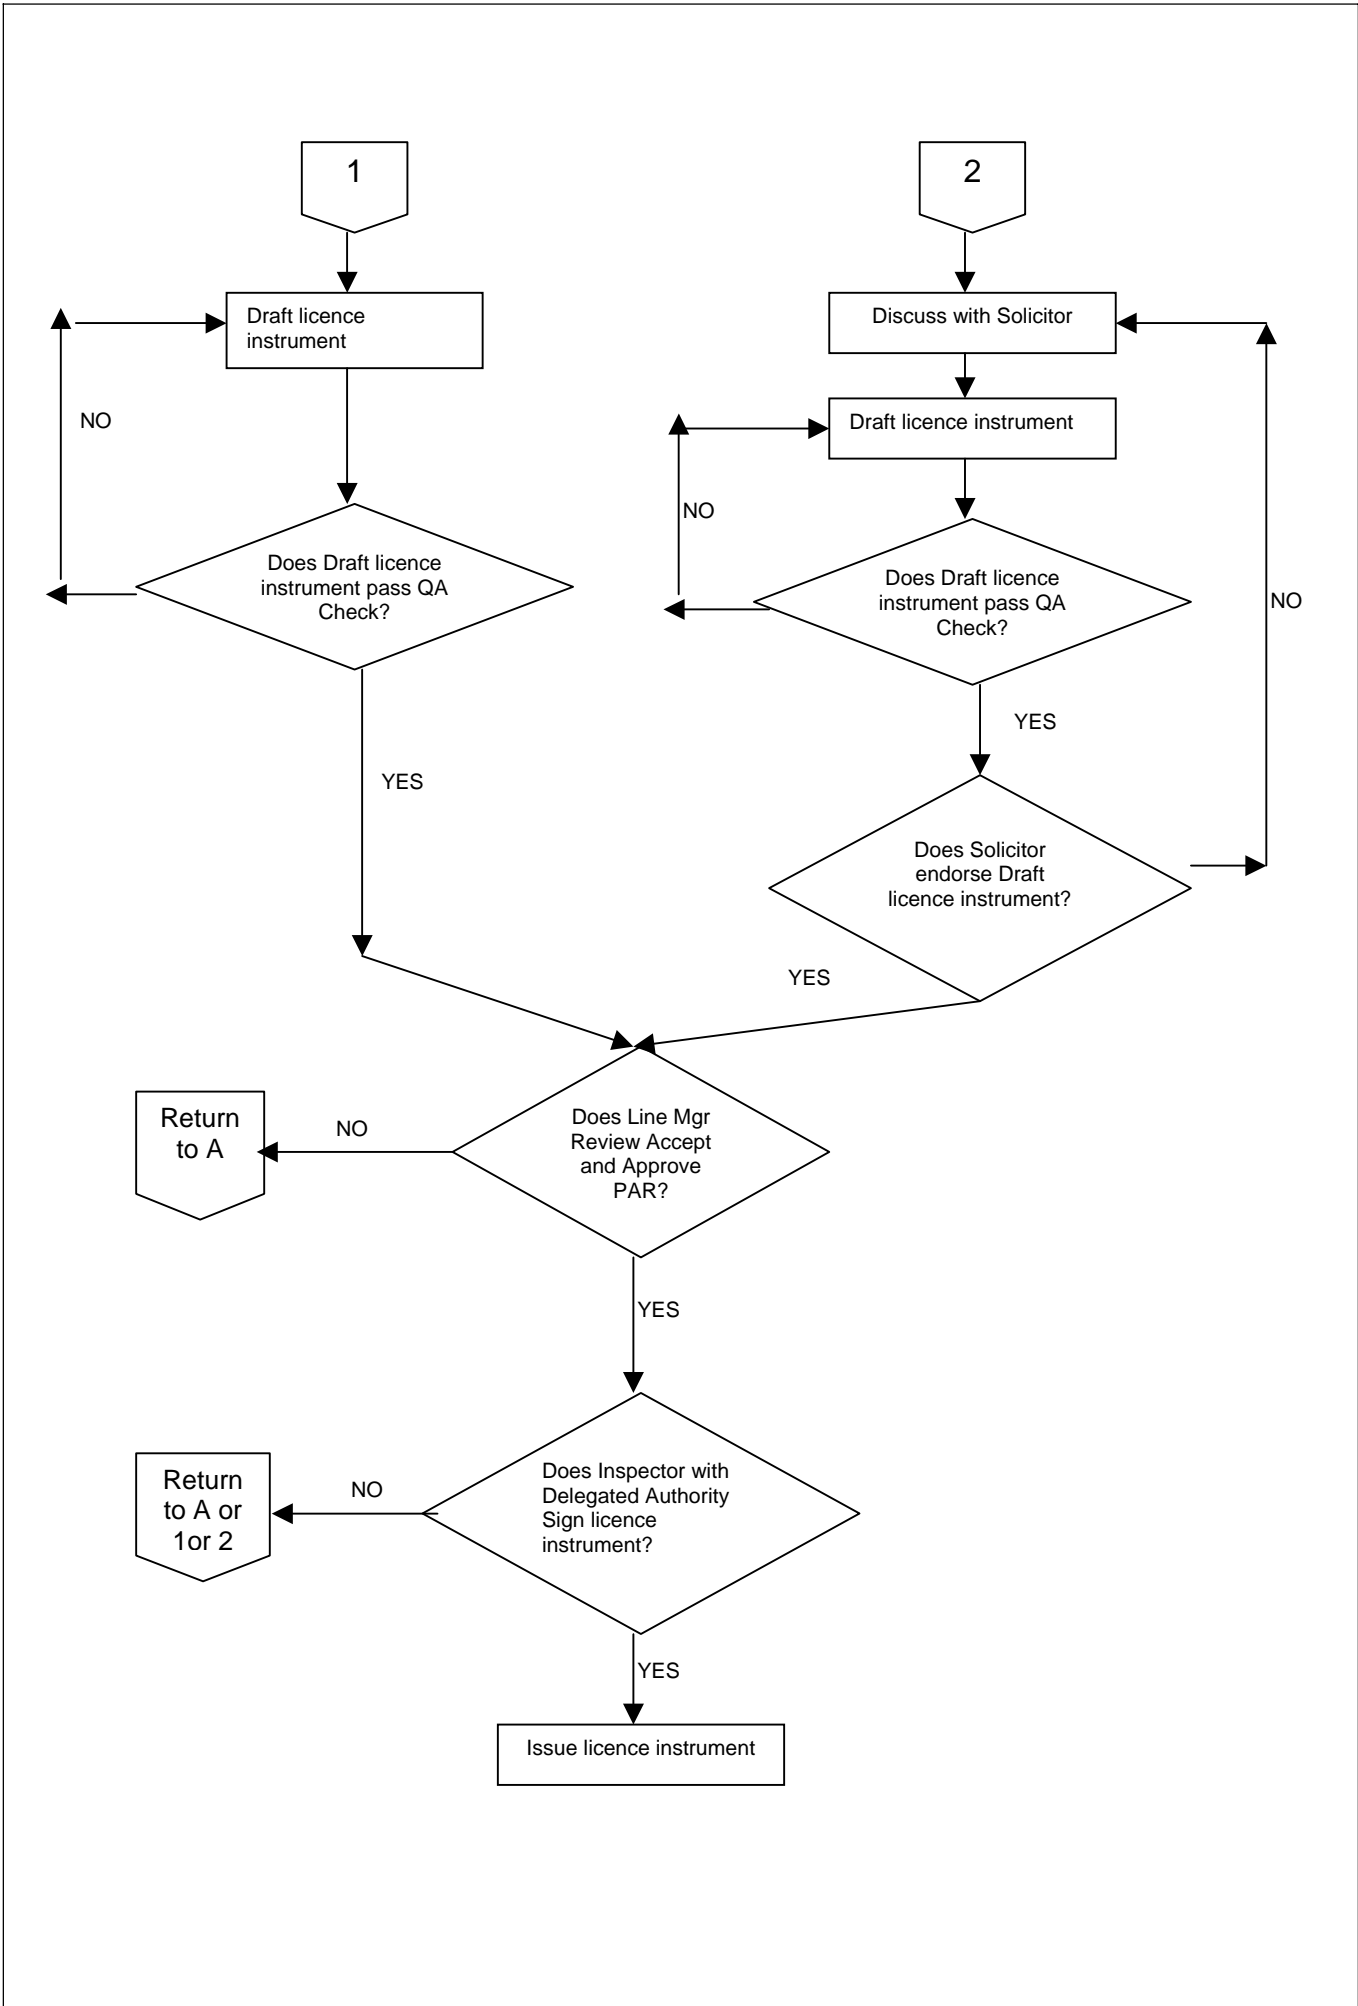 1
2
Draft licence
instrument
Discuss with Solicitor
NO
Draft licence instrument
NO
Does Draft licence
instrument pass QA
Check?
Does Draft licence
instrument pass QA
Check?
NO
YES
YES
Does Solicitor
endorse Draft
licence instrument?
YES
Return
to A
NO
Does Line Mgr
Review Accept
and Approve
PAR?
YES
Return
to A or
1or 2
NO
Does Inspector with
Delegated Authority
Sign licence
instrument?
YES
Issue licence instrument